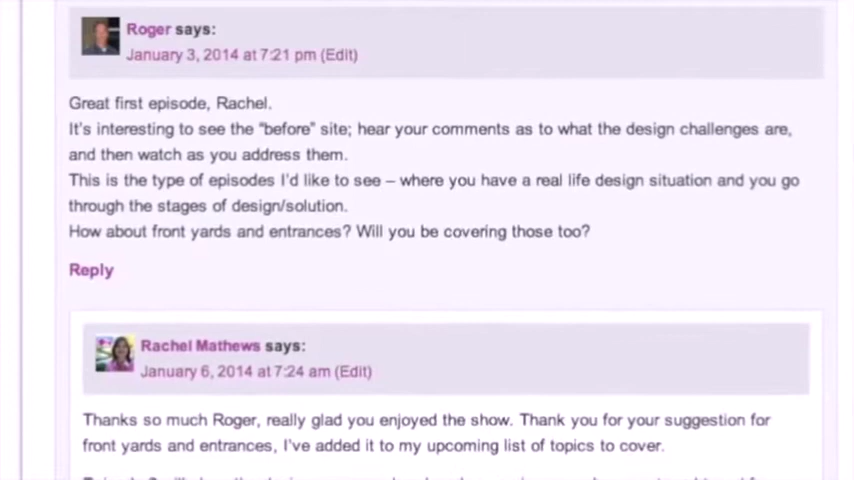 Roger says:
January 3, 2014 at 7:21 pm (Edit)
Great first episode, Rachel.
It's interesting to see the "before" site; hear your comments as to what the design challenges are,
and then watch as you address them.
This is the type of episodes I'd like to see – where you have a real life design situation and you go
through the stages of design/solution.
How about front yards and entrances? Will you be covering those too?
Reply
Rachel Mathews says:
January 6, 2014 at 7:24 am (Edit)
Thanks so much Roger, really glad you enjoyed the show. Thank you for your suggestion for
front yards and entrances, I've added it to my upcoming list of topics to cover.